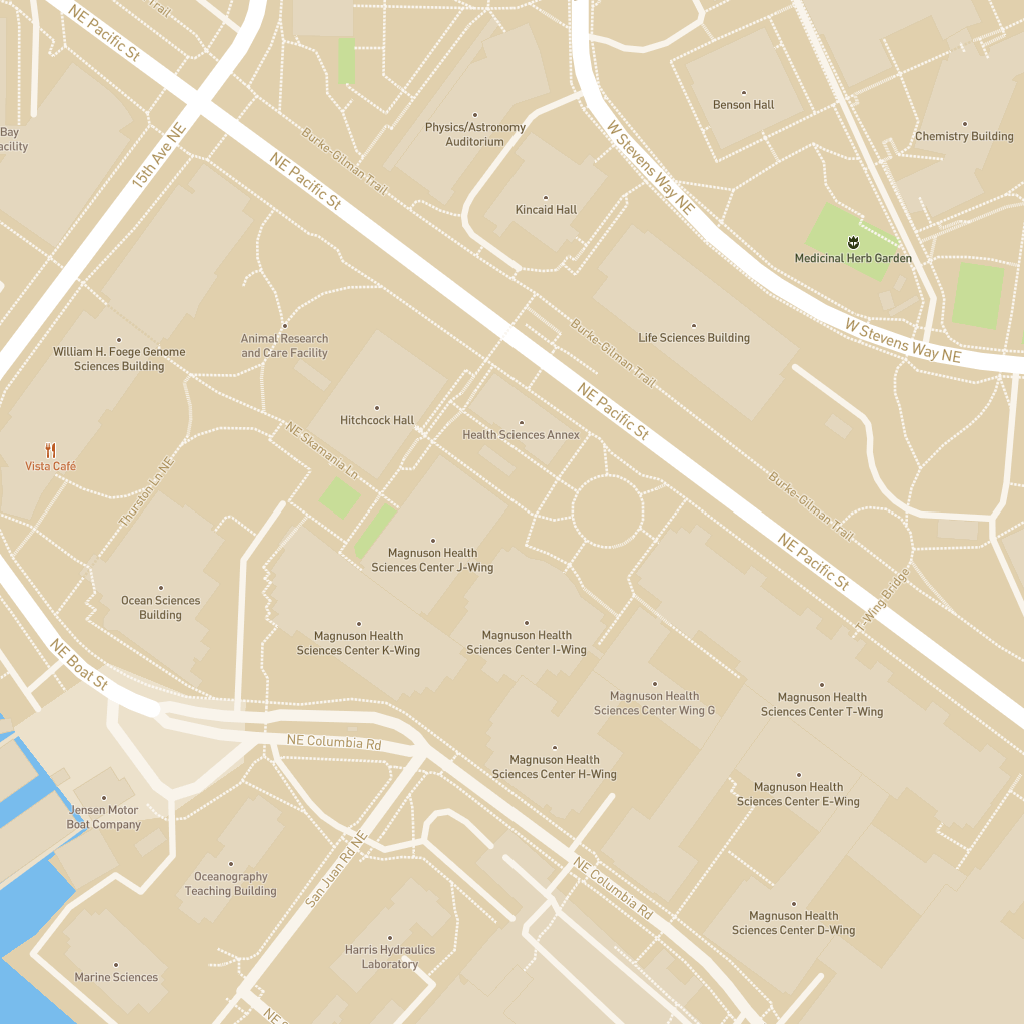 NE Pacific St
Trail
Benson Hall
Physics/Astronomy
Auditorium
Chemistry Building
Bay
acility
15th Ave NE
Burke-Gilman Trail
NE Pacific St
W Stevens Way NE
Kincaid Hall
Medicinal Herb Garden
William H. Foege Genome
Sciences Building
Animal Research
and Care Facility
Burke-Gilman Trail
Life Sciences Building
W Stevens Way NE
Hitchcock Hall
NE Pacific St
Health Sciences Annex
NE Skamania Ln
Vista Café
Thurston Ln NE
Burke-Gilman Trail
Magnuson Health
Sciences Center J-Wing
NE Pacific St
Ocean Sciences
Building
T-Wing Bridge
Magnuson Health
Sciences Center K-Wing
Magnuson Health
Sciences Center I-Wing
NE Boat St
Magnuson Health
Sciences Center Wing G
Magnuson Health
Sciences Center T-Wing
NE Columbia Rd
Magnuson Health
Sciences Center H-Wing
Magnuson Health
Sciences Center E-Wing
Jensen Motor
Boat Company
Oceanography
Teaching Building
San Juan Rd NE
NE Columbia Rd
Magnuson Health
Sciences Center D-Wing
Harris Hydraulics
Laboratory
Marine Sciences
NE